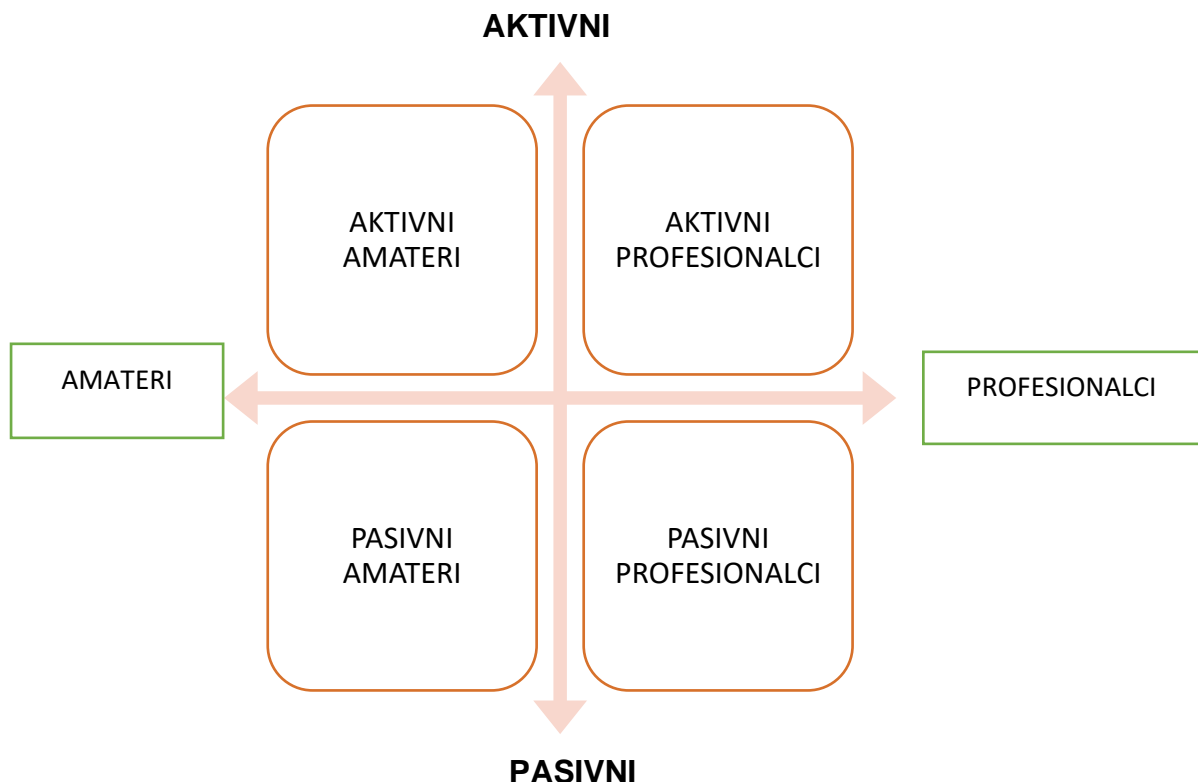 AKTIVNI
AKTIVNI
AMATERI
AKTIVNI
PROFESIONALCI
AMATERI
PROFESIONALCI
PASIVNI
AMATERI
PASIVNI
PROFESIONALCI
PASIVNI